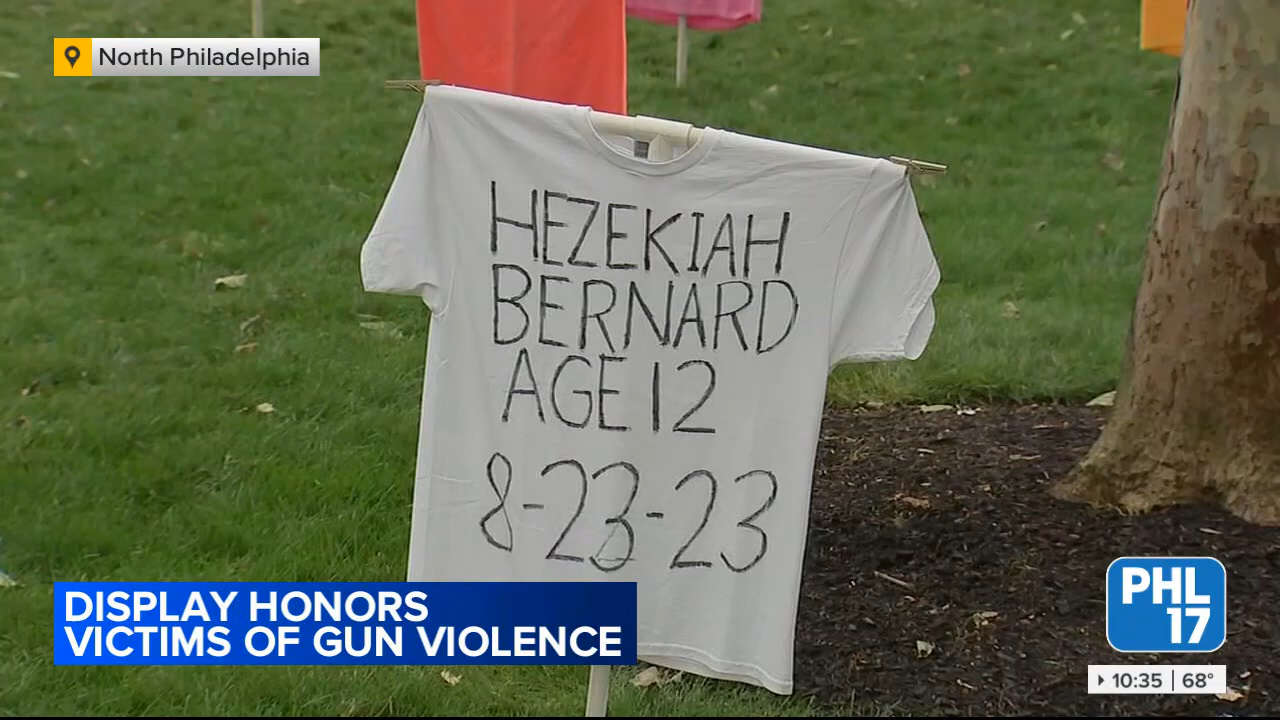 North Philadelphia
HEZEKIAH
BERNARD
AGE 12
8-23-23
DISPLAY HONORS
VICTIMS OF GUN VIOLENCE
PHL
17
10:35 | 68°